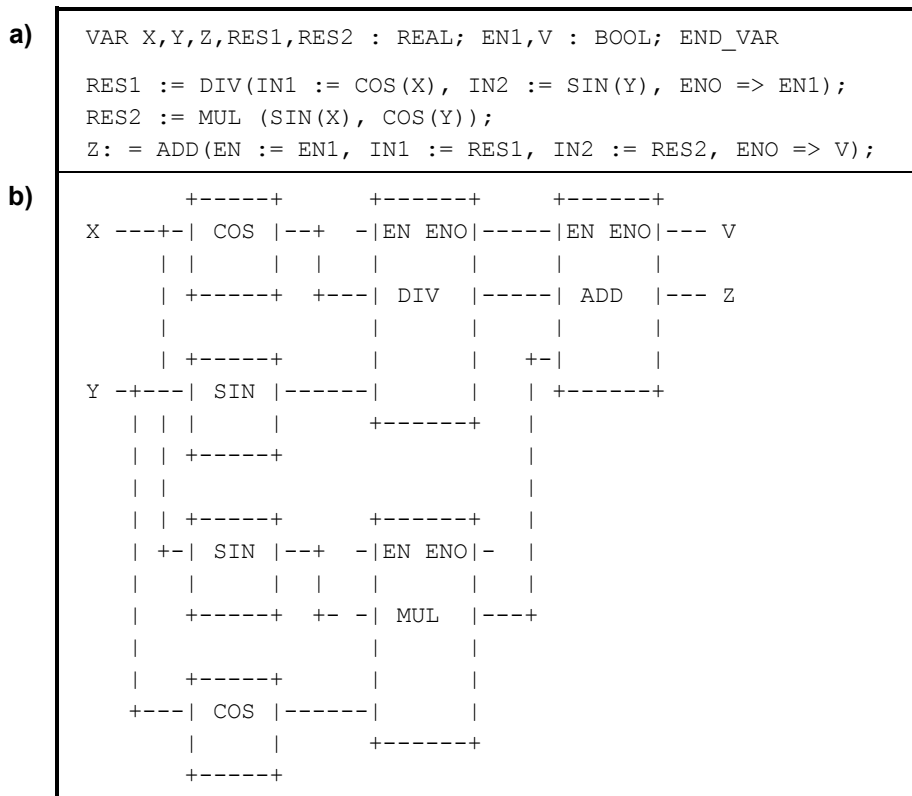 a)
VAR X,Y,Z,RES1,RES2 : REAL; EN1,V : BOOL; END_VAR
RES1 := DIV(IN1 := COS(X), IN2 := SIN(Y), ENO => EN1);
RES2 := MUL (SIN(X), COS(Y));
Z: = ADD(EN := EN1, IN1 := RES1, IN2 := RES2, ENO => V);
b)
       +-----+      +------+     +------+
X ---+-| COS |--+  -|EN ENO|-----|EN ENO|--- V
     | |     |  |   |      |     |      |
     | +-----+  +---| DIV  |-----| ADD  |--- Z
     |              |      |     |      |
     | +-----+      |      |   +-|      |
Y -+---| SIN |------|      |   | +------+
   | | |     |      +------+   |
   | | +-----+                 |
   | |                         |
   | | +-----+      +------+   |
   | +-| SIN |--+  -|EN ENO|-  |
   |   |     |  |   |      |   |
   |   +-----+  +- -| MUL  |---+
   |                |      |
   |   +-----+      |      |
   +---| COS |------|      |
       |     |      +------+
       +-----+